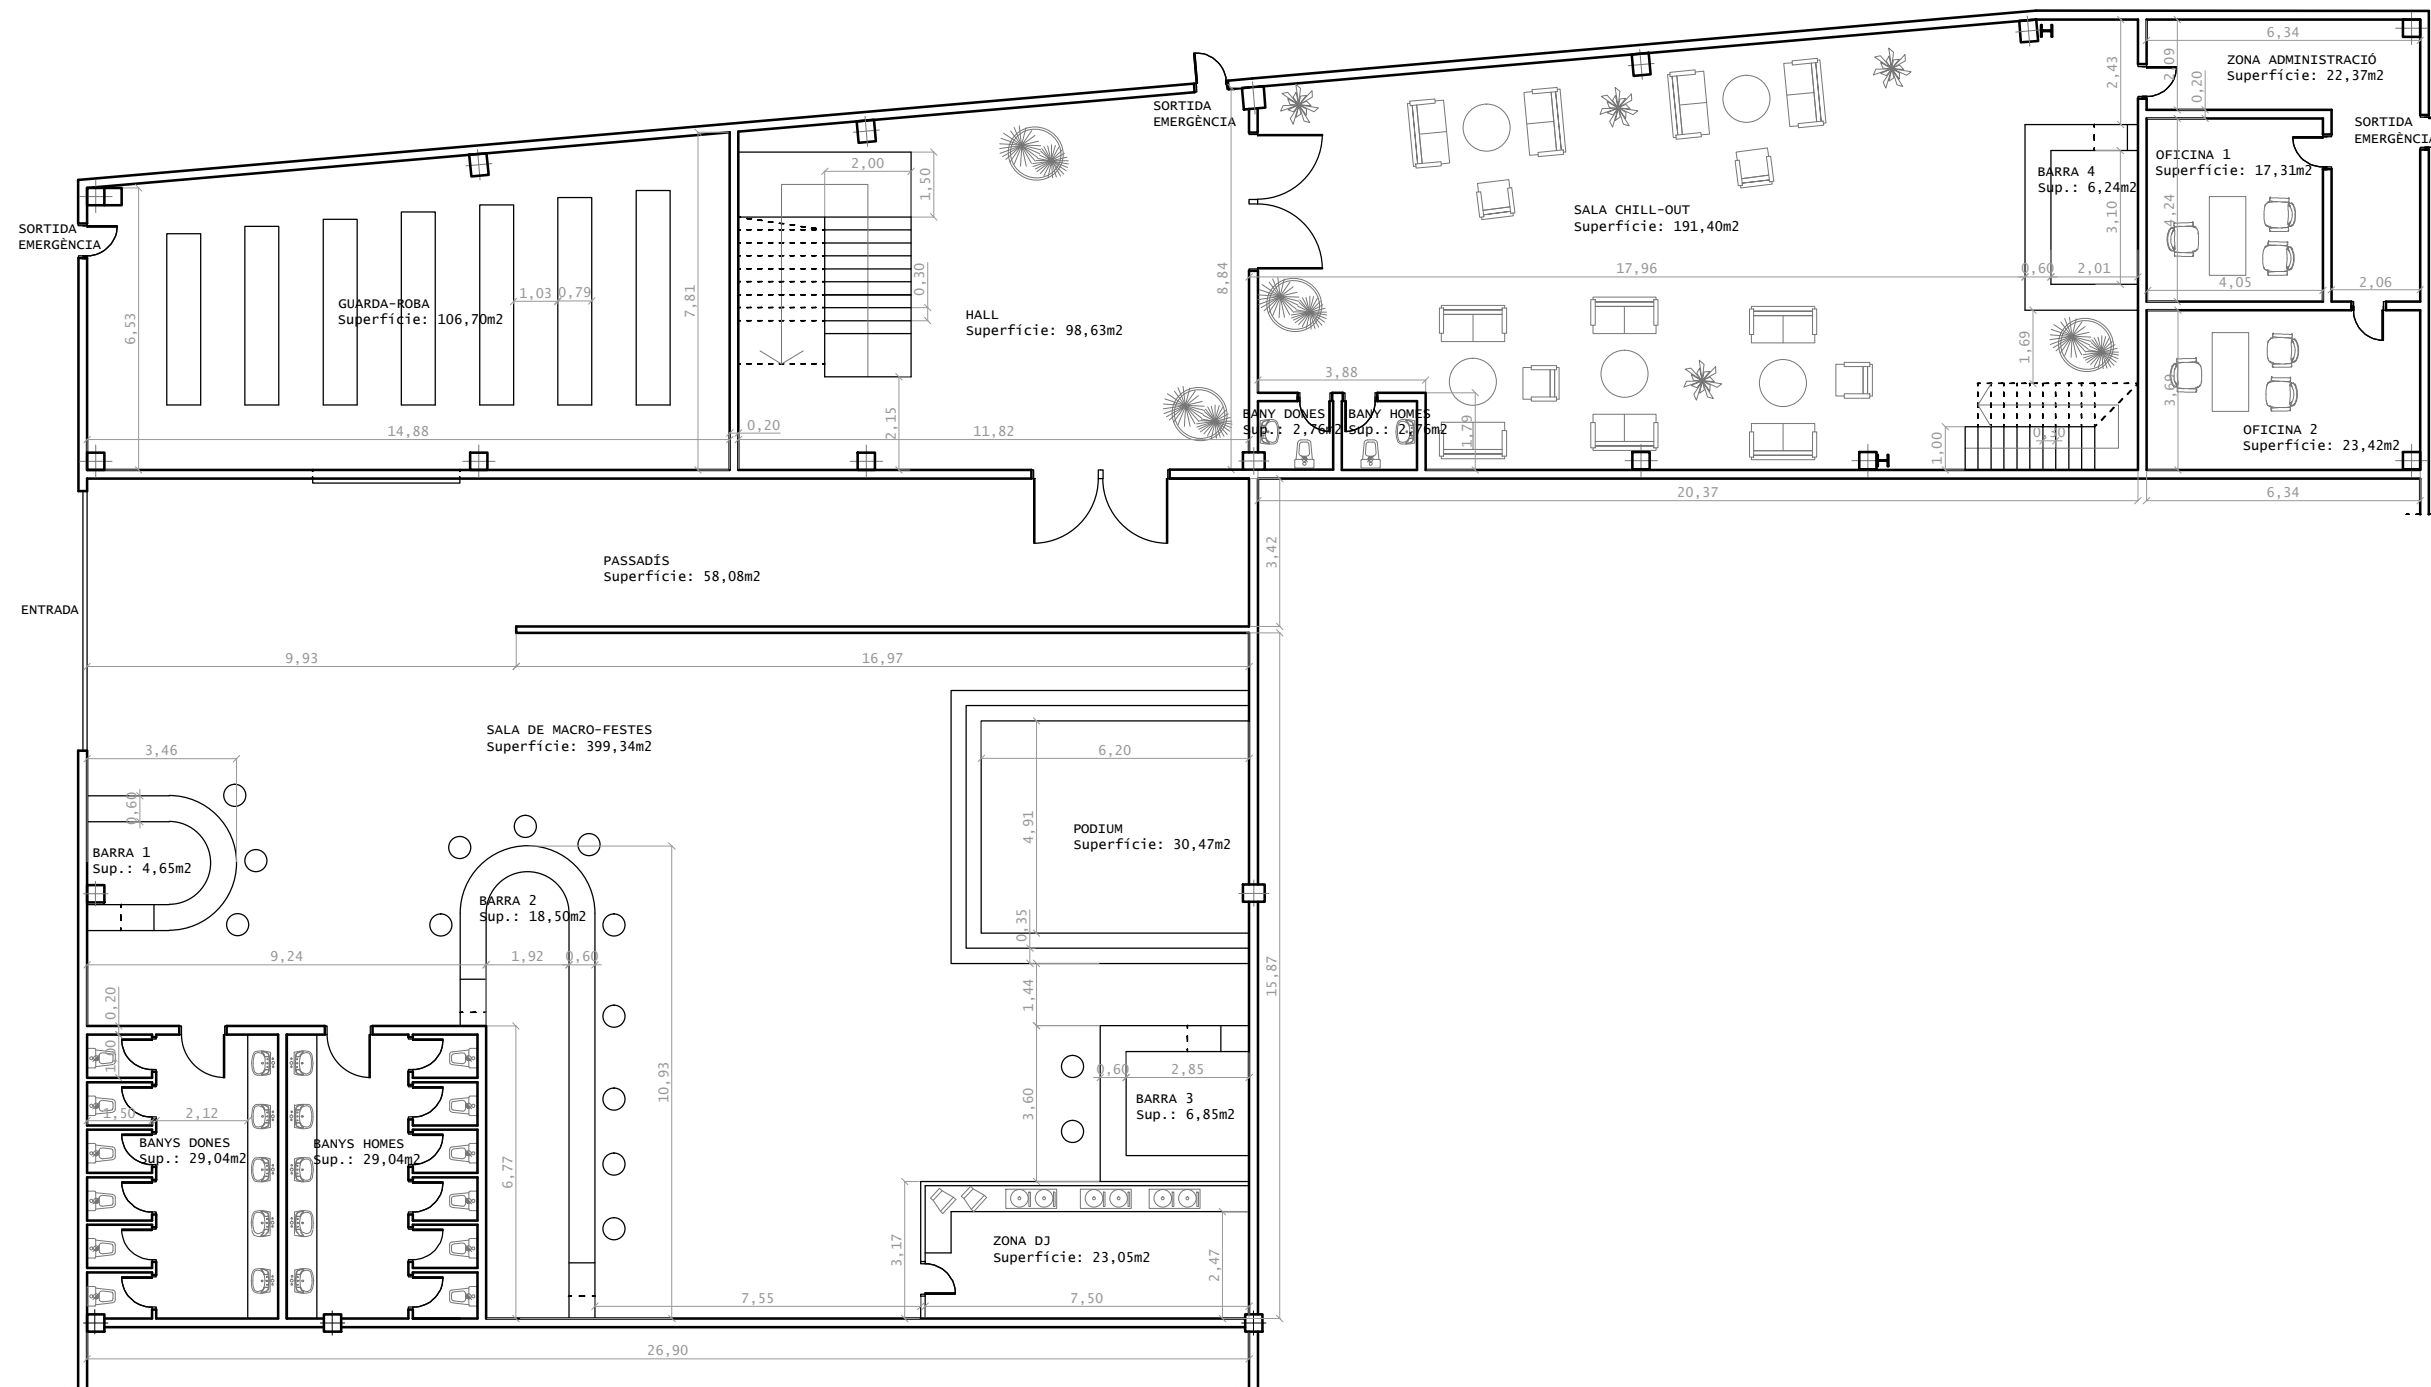 6,34
ZONA ADMINISTRACIÓ
Superfície: 22,37m2
2,09
0,20
2,43
SORTIDA
EMERGÈNCIA
SORTIDA
EMERGÈNCIA
OFICINA 1
Superfície: 17,31m2
BARRA 4
Sup.: 6,24m2
2,00
1,50
SALA CHILL-OUT
Superfície: 191,40m2
3,10
4,24
SORTIDA
EMERGÈNCIA
17,96
0,60
2,01
4,05
2,06
0,30
8,84
1,03
0,79
GUARDA-ROBA
Superfície: 106,70m2
7,81
6,53
HALL
Superfície: 98,63m2
1,69
3,88
3,69
BANY DONES
Sup.: 2,76m2
BANY HOMES
Sup.: 2,76m2
1,79
14,88
0,20
2,15
11,82
1,00
0,30
OFICINA 2
Superfície: 23,42m2
20,37
6,34
PASSADÍS
Superfície: 58,08m2
3,42
ENTRADA
9,93
16,97
SALA DE MACRO-FESTES
Superfície: 399,34m2
3,46
6,20
0,60
4,91
PODIUM
Superfície: 30,47m2
BARRA 1
Sup.: 4,65m2
BARRA 2
Sup.: 18,50m2
0,35
9,24
1,92
0,60
15,87
0,20
1,44
1,00
10,93
0,60
2,85
3,60
BARRA 3
Sup.: 6,85m2
1,50
2,12
BANYS DONES
Sup.: 29,04m2
BANYS HOMES
Sup.: 29,04m2
6,77
3,17
ZONA DJ
Superfície: 23,05m2
2,47
7,55
7,50
26,90